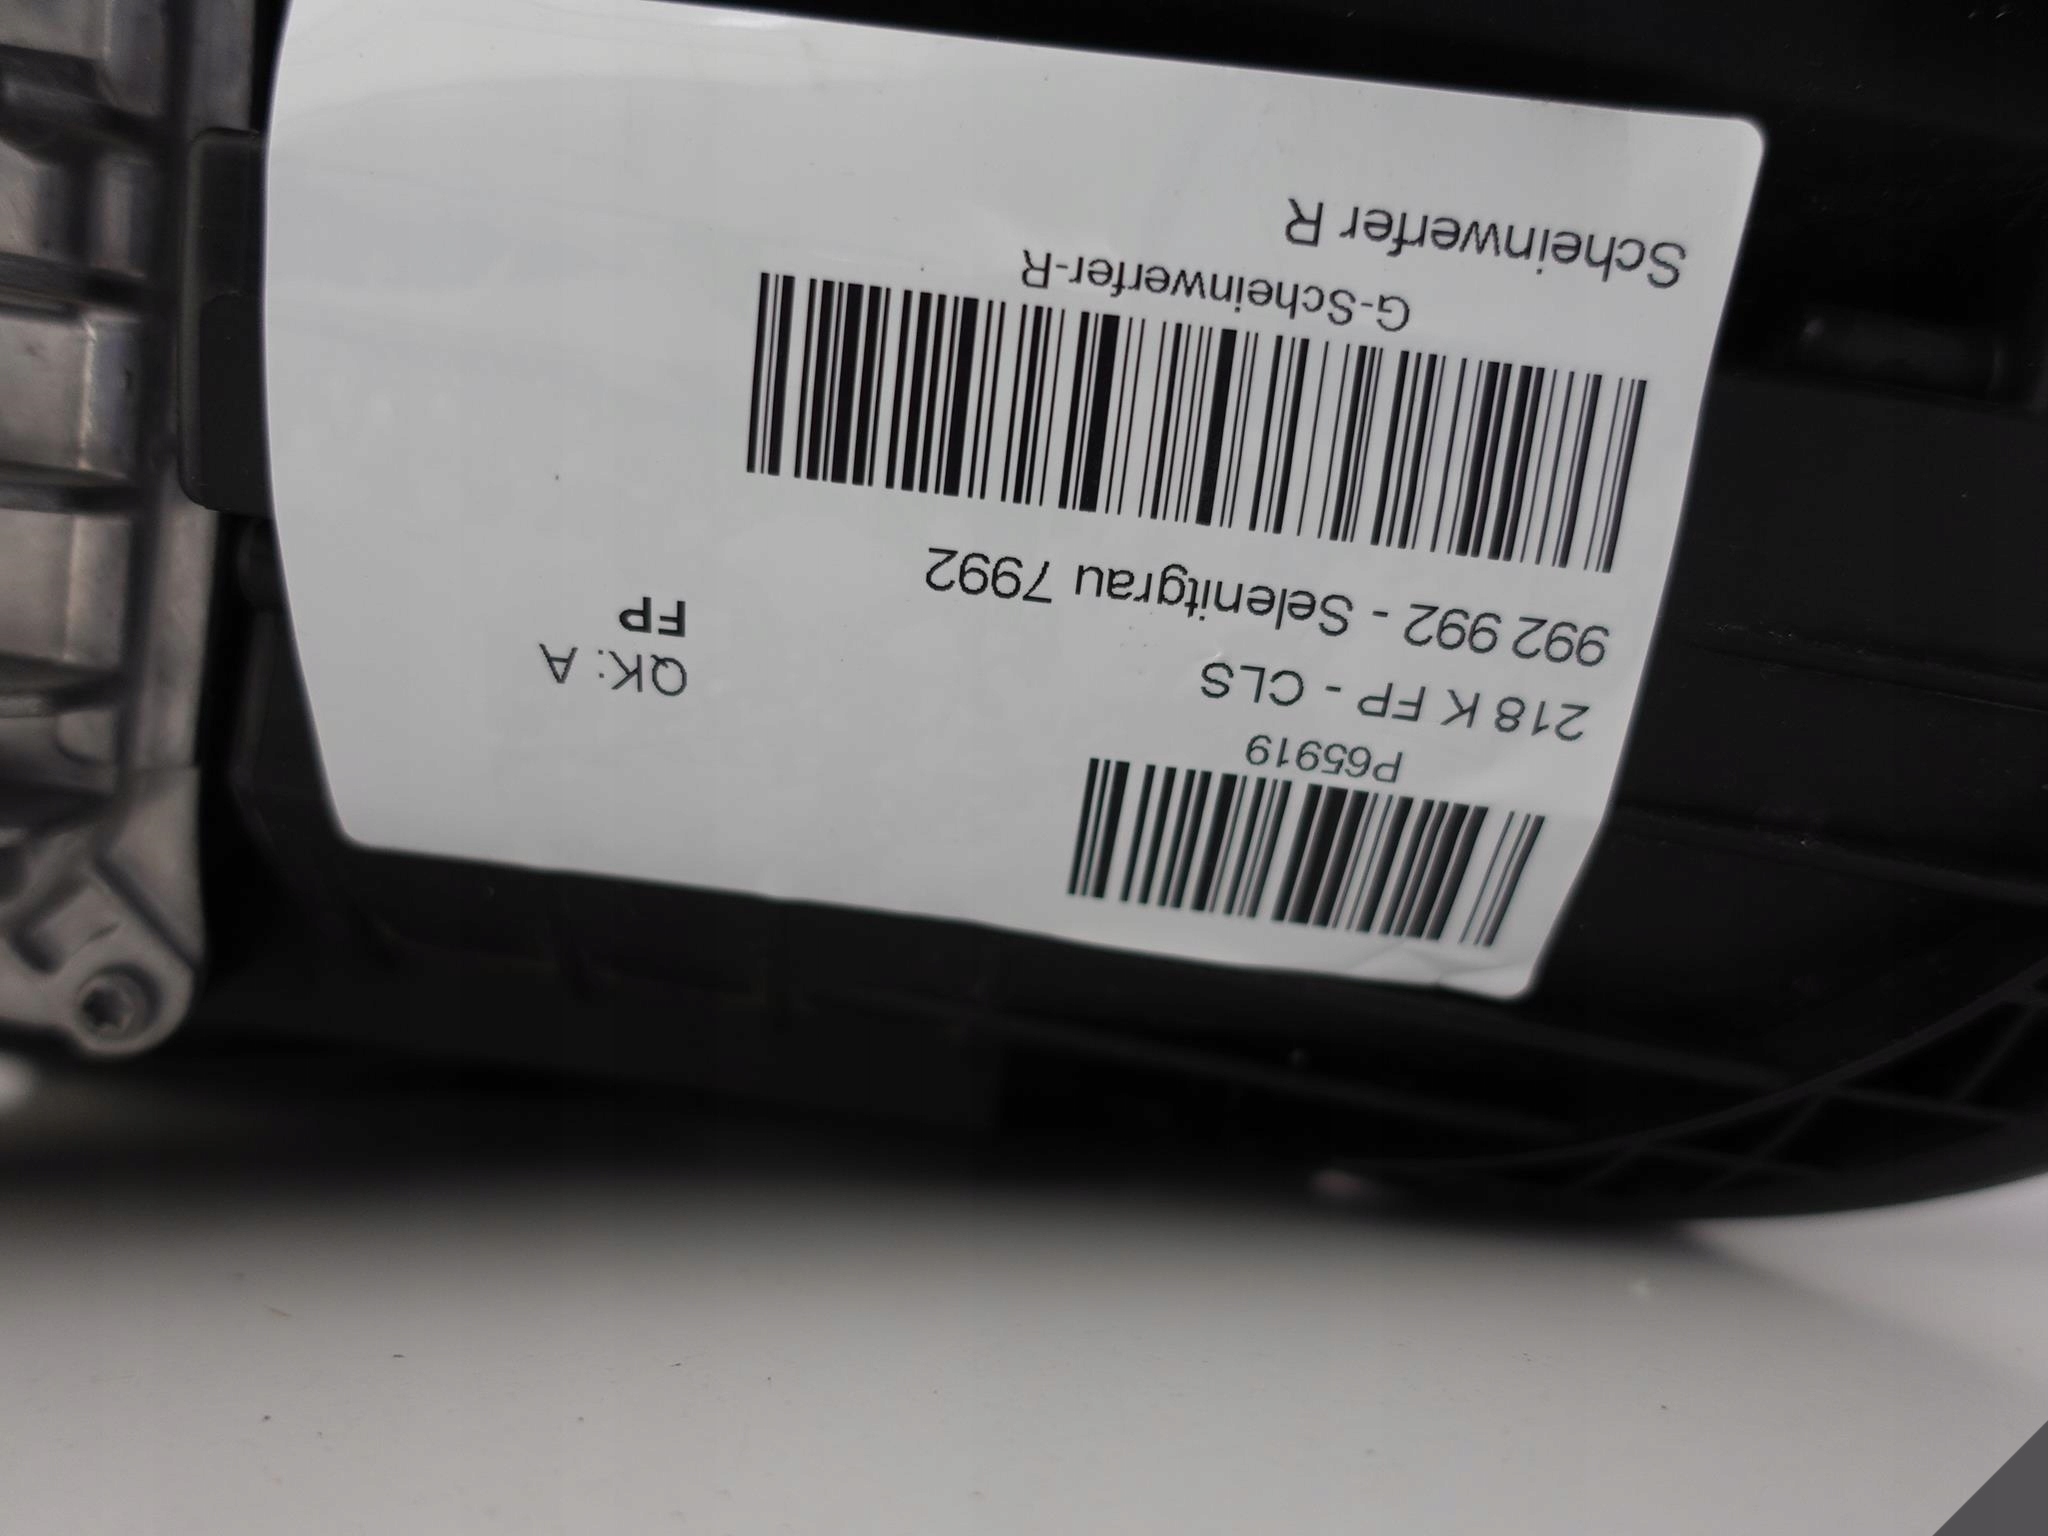 P65919
218 K FP - CLS
QK: A
992 992 - Selenitgrau 7992
FP
G-Scheinwerfer-R
Scheinwerfer R